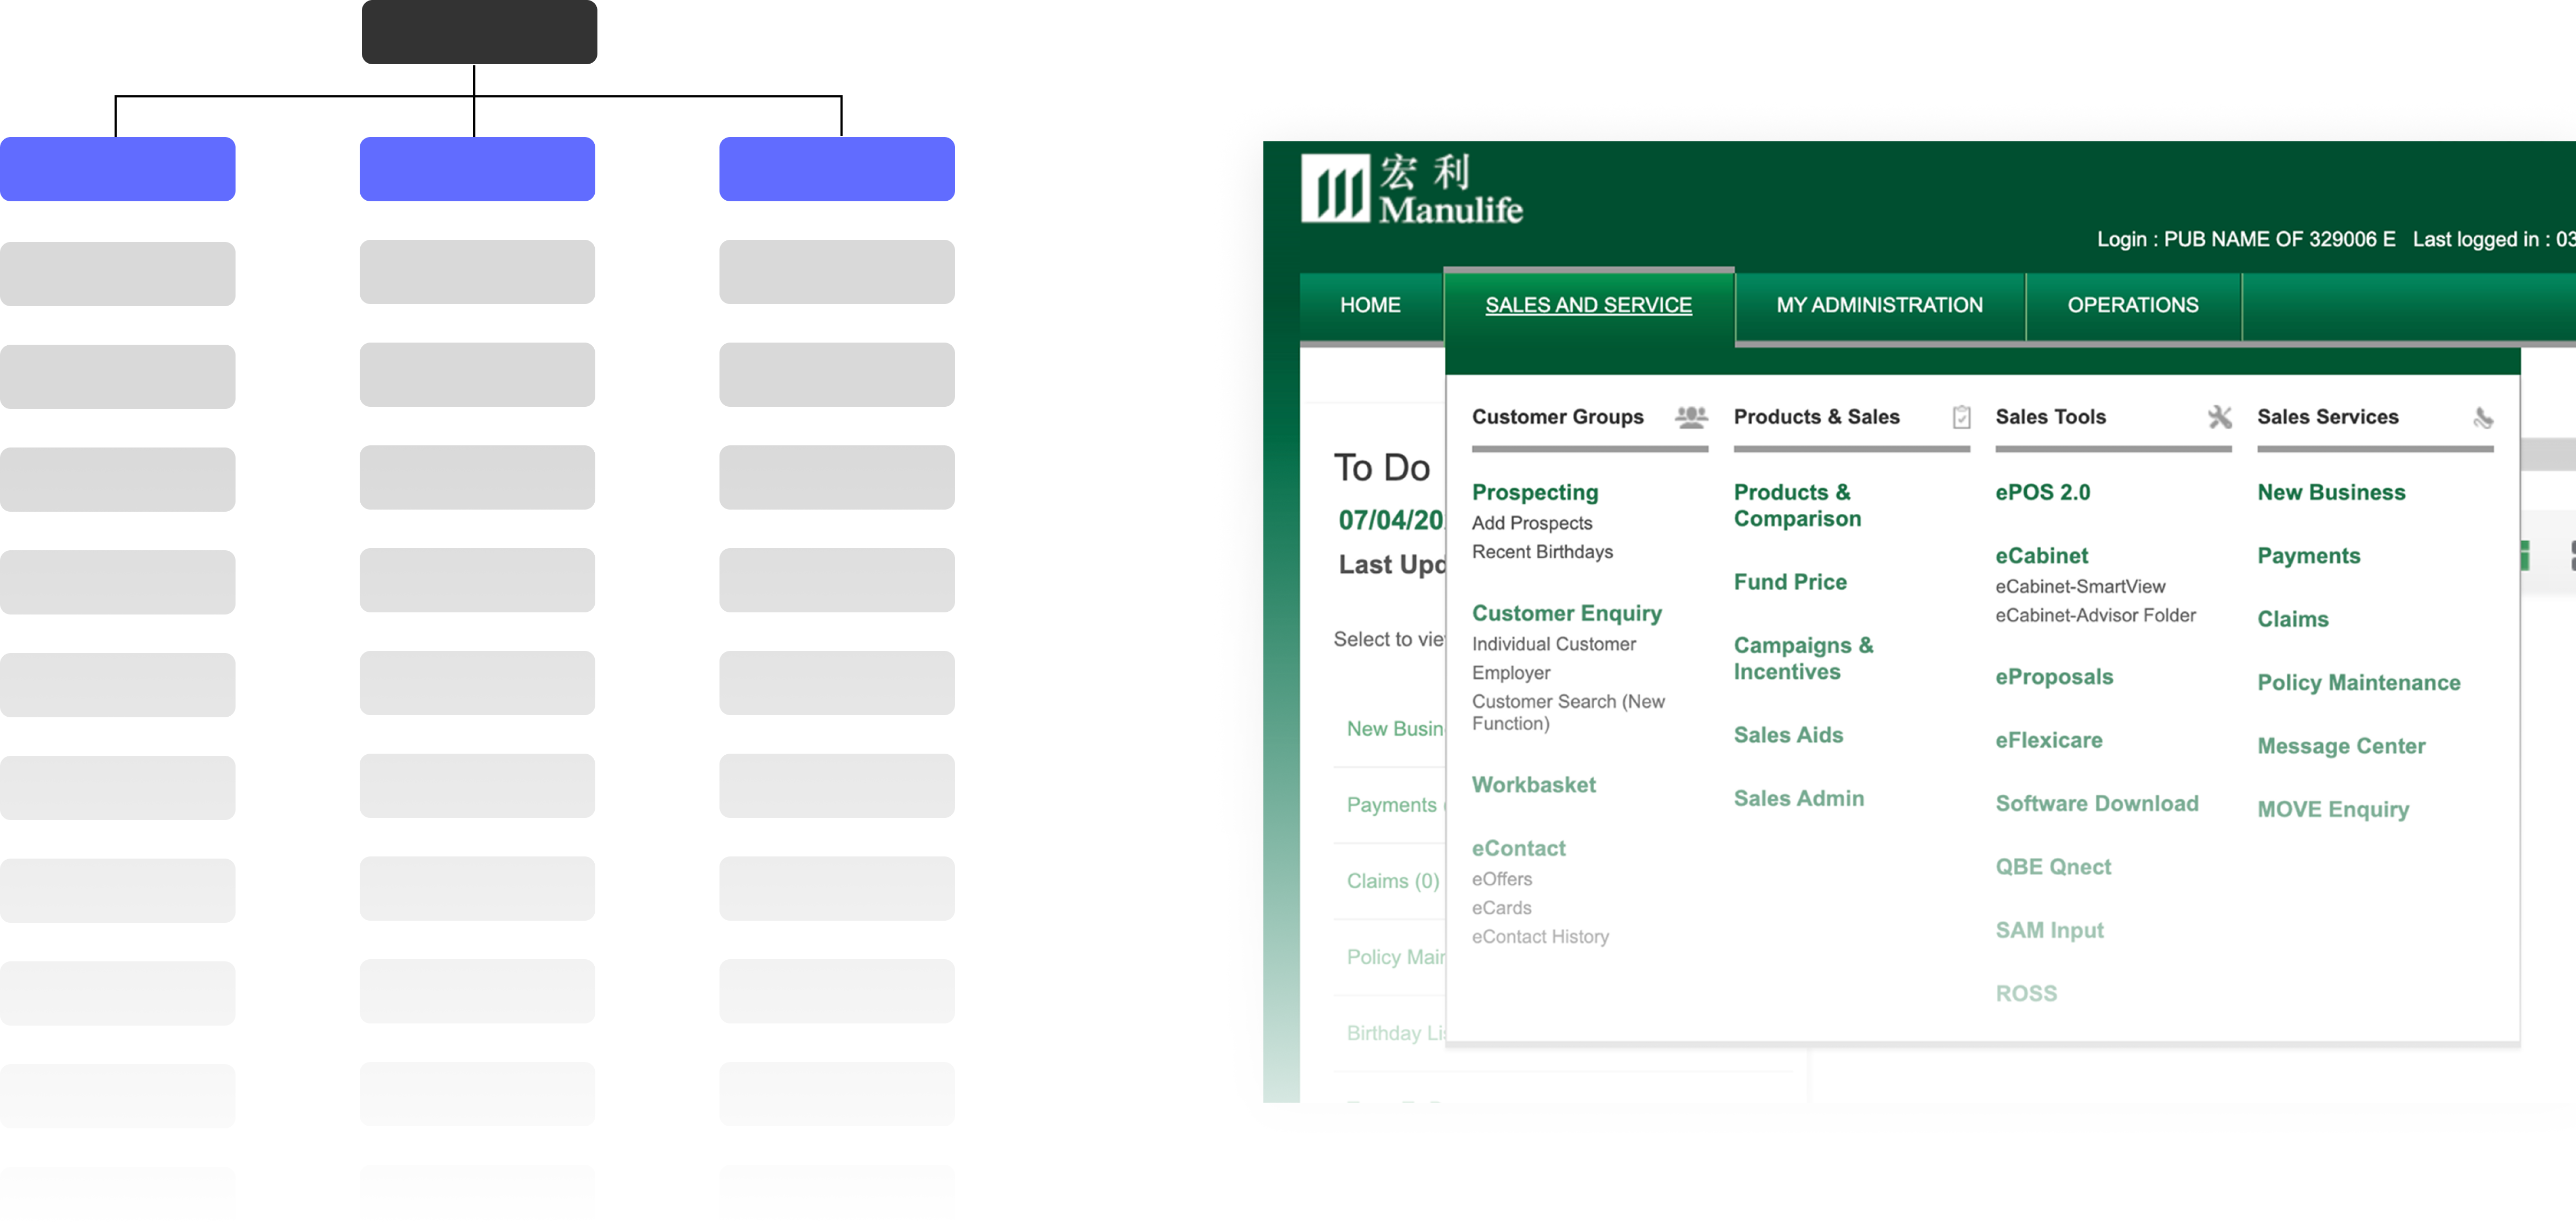 宏利
Manulife
Login : PUB NAME OF 329006 E Last logged in : 03
HOME
SALES AND SERVICE
MY ADMINISTRATION
OPERATIONS
To Do
07/04/20
Last Upd
Select to vie
New Busin
Payments (
Claims (0)
Policy Mair
Birthday Li
Customer Groups
Prospecting
Add Prospects
Recent Birthdays
Customer Enquiry
Individual Customer
Employer
Customer Search (New
Function)
Workbasket
eContact
eOffers
eCards
eContact History
Products & Sales
Products &
Comparison
Fund Price
Campaigns &
Incentives
Sales Aids
Sales Admin
Sales Tools
ePOS 2.0
eCabinet
eCabinet-SmartView
eCabinet-Advisor Folder
eProposals
eFlexicare
Software Download
QBE Qnect
SAM Input
ROSS
Sales Services
New Business
Payments
Claims
Policy Maintenance
Message Center
MOVE Enquiry